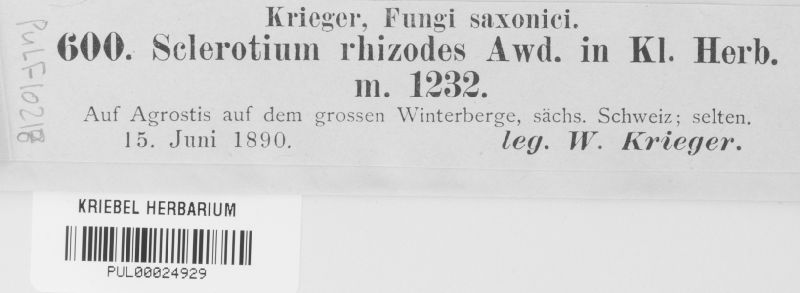 Krieger, Fungi saxonici.
600. Sclerotium rhizodes Awd. in Kl. Herb.
m. 1232.
Auf Agrostis auf dem grossen Winterberge, sächs. Schweiz; selten.
15. Juni 1890.
leg. W. Krieger.
PULF10218
KRIEBEL HERBARIUM
PUL00024929